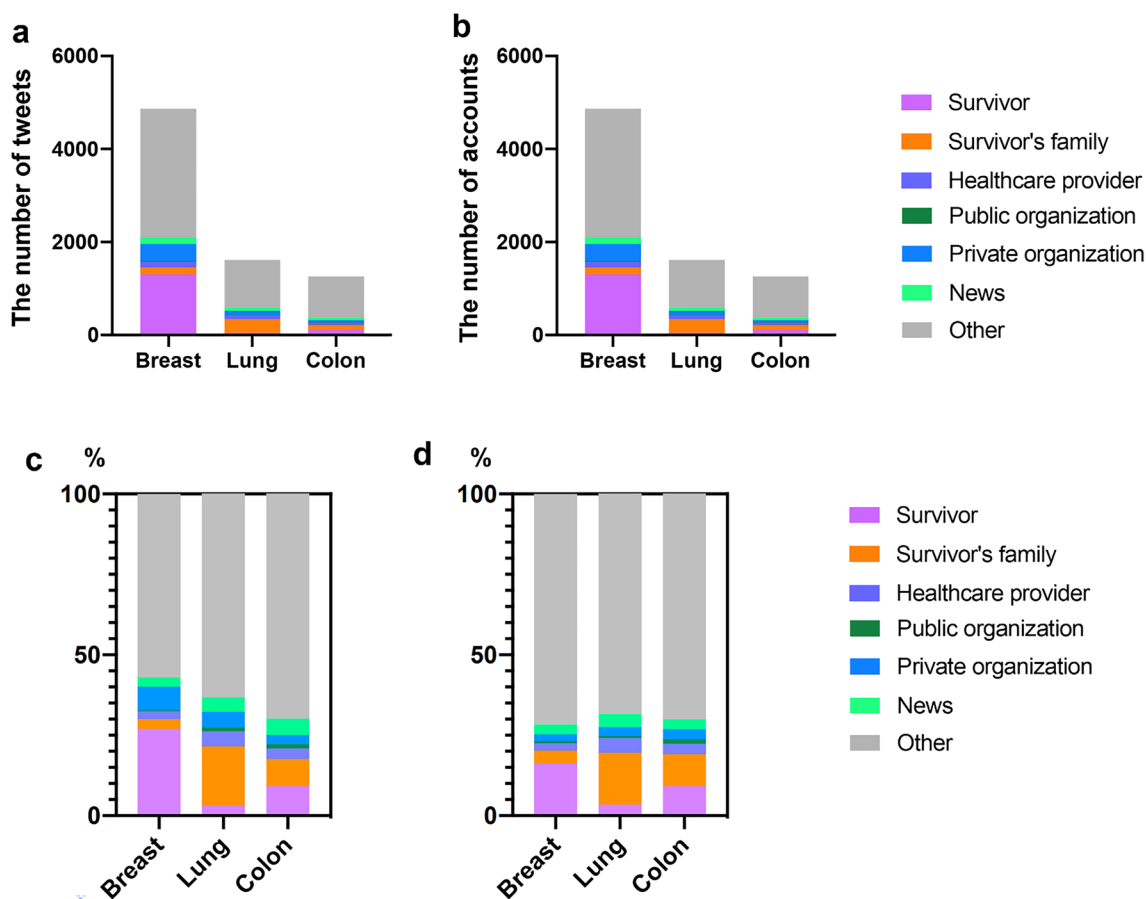 a
The number of tweets
6000
4000
2000
0
Breast Lung Colon
b
The number of accounts
6000
4000
2000
0
Breast Lung Colon
Survivor
Survivor's family
Healthcare provider
Public organization
Private organization
News
Other
c
%
100
50
0
Breast Lung Colon
d
%
100
50
0
Breast Lung Colon
Survivor
Survivor's family
Healthcare provider
Public organization
Private organization
News
Other